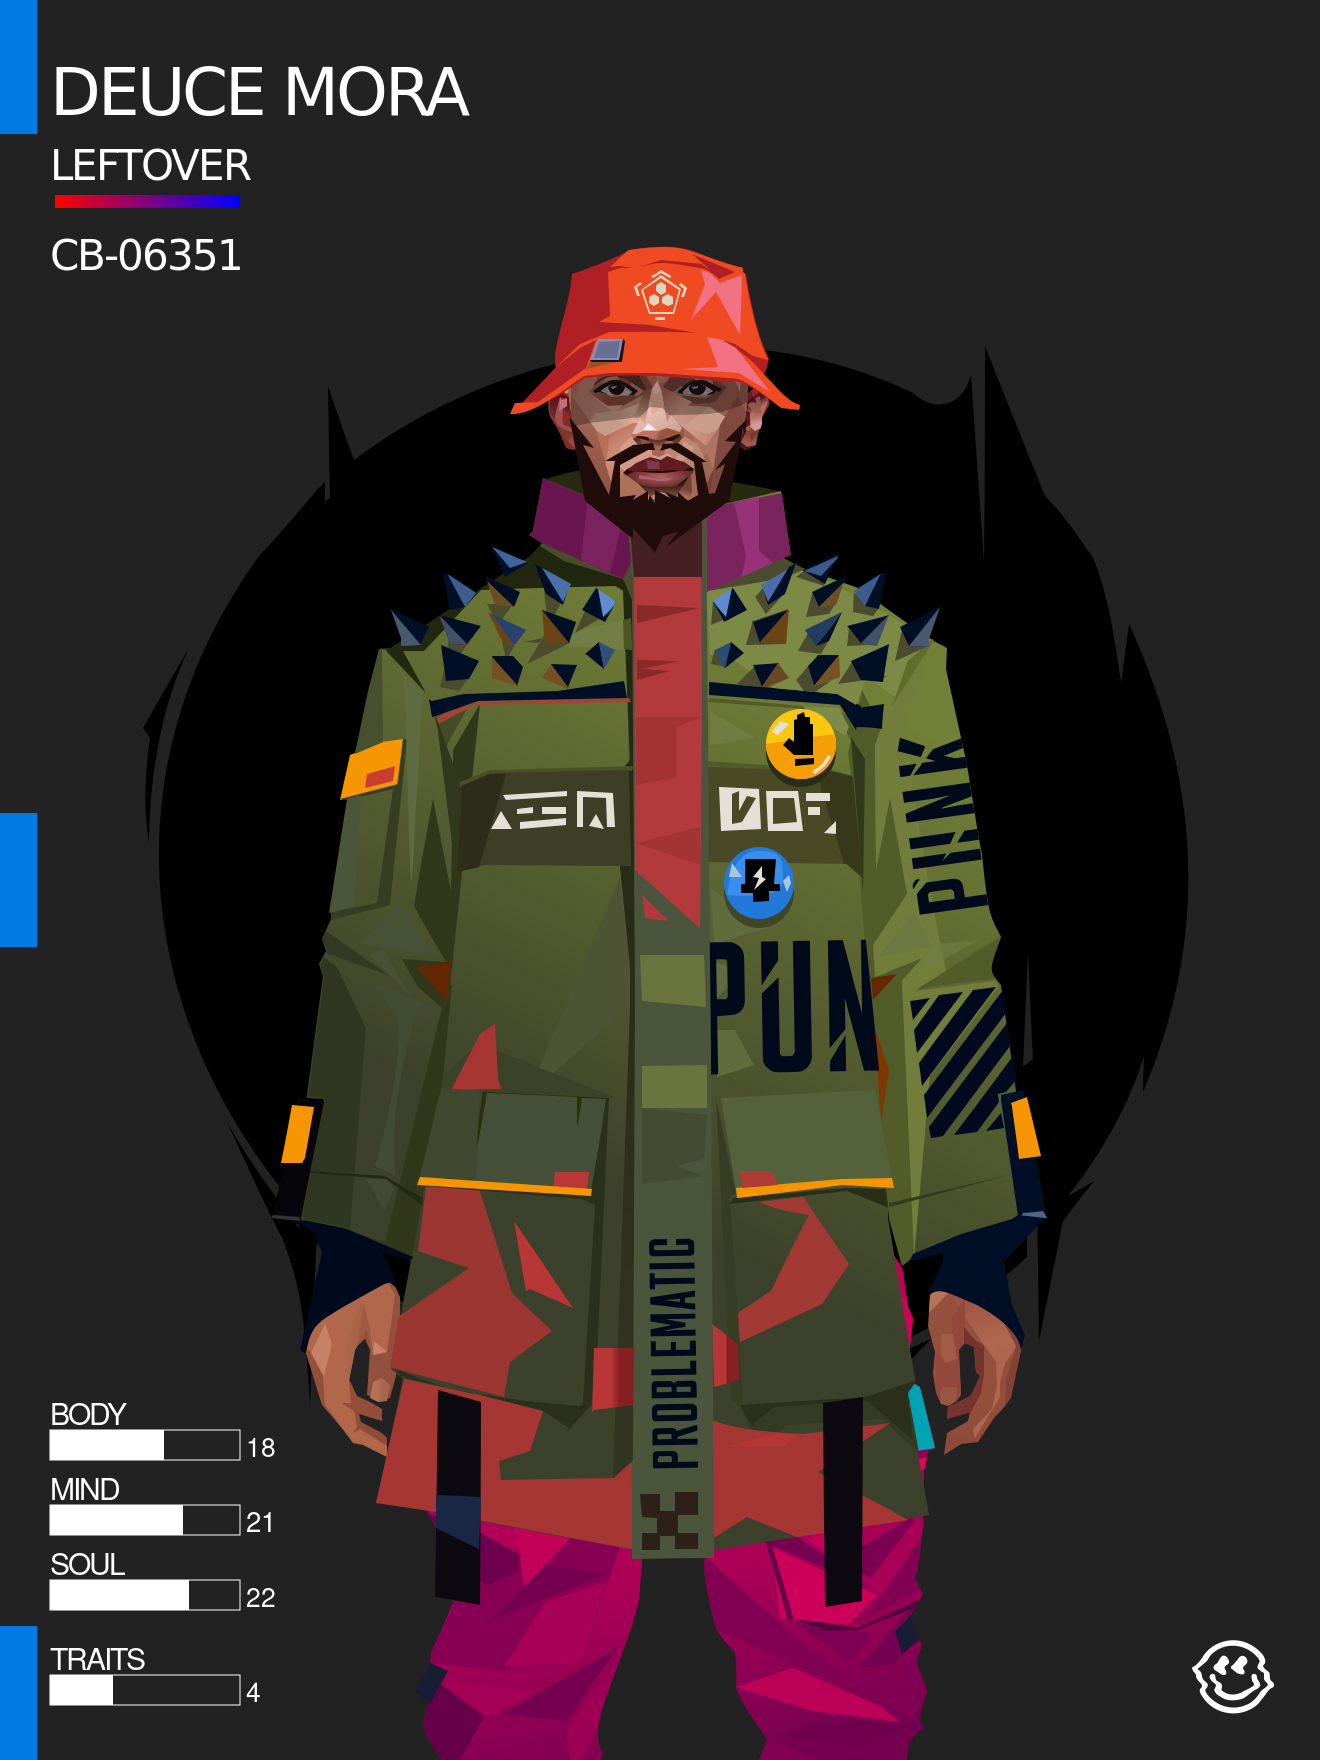 DEUCE MORA
LEFTOVER
CB-06351
PUNK
PUN
PROBLEMATIC
BODY
18
MIND
21
SOUL
22
TRAITS
4